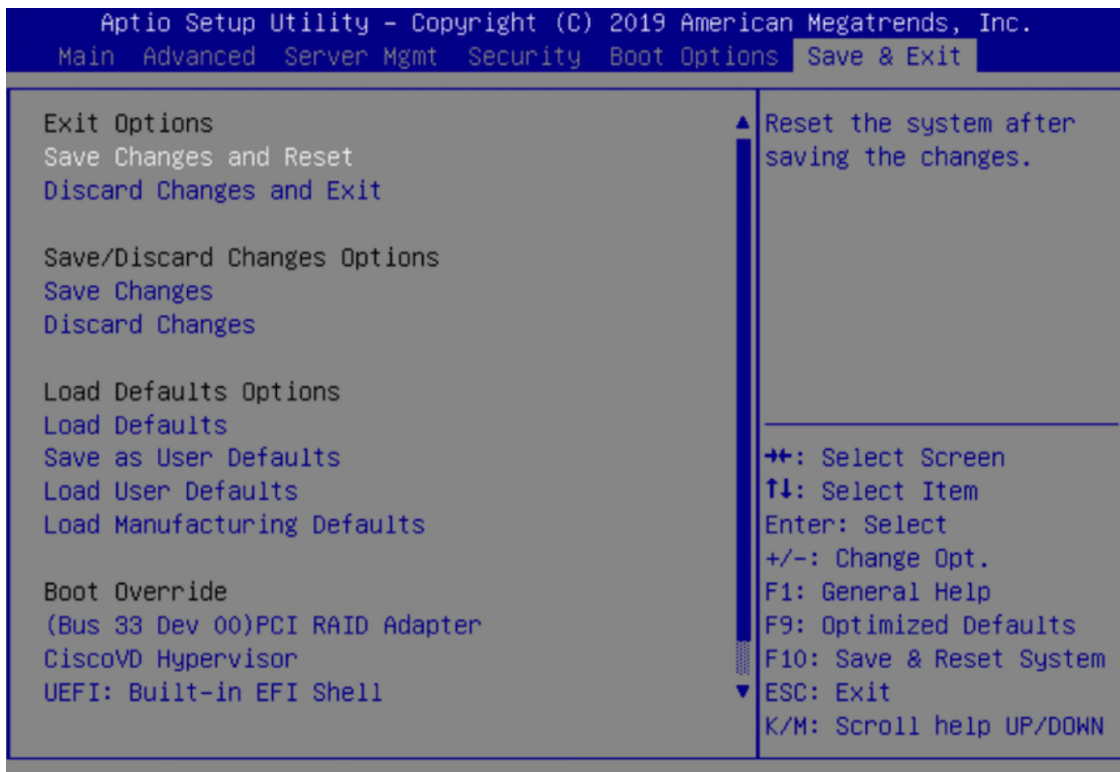 Aptio Setup Utility – Copyright (C) 2019 American Megatrends, Inc.
Main Advanced Server Mgmt Security Boot Options Save & Exit
Exit Options
Save Changes and Reset
Discard Changes and Exit
Save/Discard Changes Options
Save Changes
Discard Changes
Load Defaults Options
Load Defaults
Save as User Defaults
Load User Defaults
Load Manufacturing Defaults
Boot Override
(Bus 33 Dev 00)PCI RAID Adapter
CiscoVD Hypervisor
UEFI: Built-in EFI Shell
Reset the system after
saving the changes.
→←: Select Screen
↑↓: Select Item
Enter: Select
+/-: Change Opt.
F1: General Help
F9: Optimized Defaults
F10: Save & Reset System
ESC: Exit
K/M: Scroll help UP/DOWN